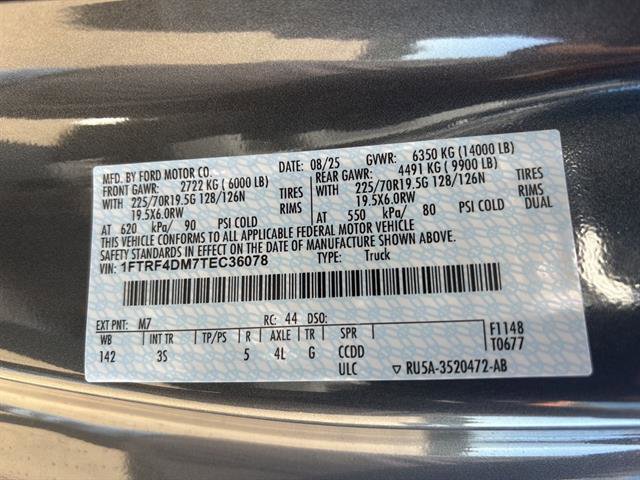 MFD. BY FORD MOTOR CO. DATE: 08/25 GVWR: 6350 KG (14000 LB)
FRONT GAWR: 2722 KG (6000 LB) REAR GAWR: 4491 KG (9900 LB)
WITH 225/70R19.5G 128/126N TIRES WITH 225/70R19.5G 128/126N TIRES
19.5X6.0RW RIMS 19.5X6.0RW RIMS
AT 620 kPa/ 90 PSI COLD AT 550 kPa/ 80 PSI COLD DUAL
THIS VEHICLE CONFORMS TO ALL APPLICABLE FEDERAL MOTOR VEHICLE
SAFETY STANDARDS IN EFFECT ON THE DATE OF MANUFACTURE SHOWN ABOVE.
VIN: 1FTRF4DM7TEC36078 TYPE: Truck
EXT PNT: M7 RC: 44 DSO: F1148
WB INT TR TP/PS R AXLE TR SPR T0677
142 3S 5 4L G CCDD
ULC RU5A-3520472-AB